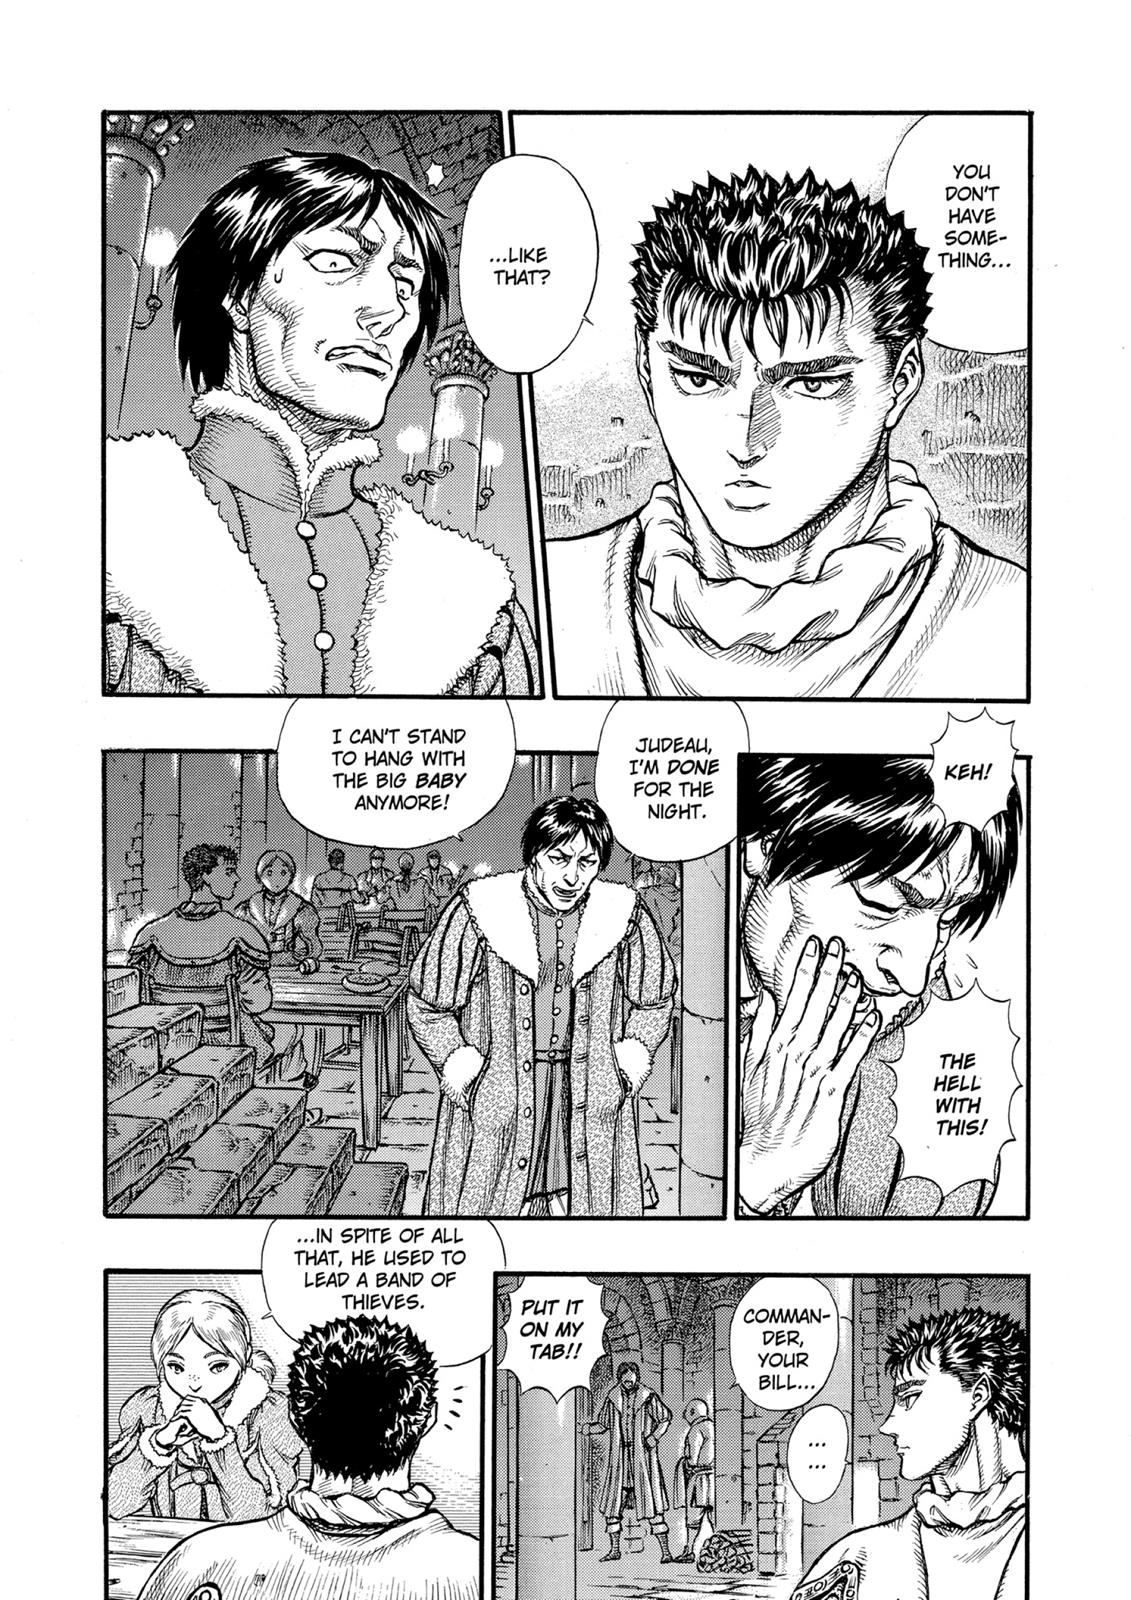 YOU
DON'T
HAVE
SOME-
THING...
...LIKE
THAT?
KEH!
THE
HELL
WITH
THIS!
JUDEAU,
I'M DONE
FOR THE
NIGHT.
I CAN'T STAND
TO HANG WITH
THE BIG BABY
ANYMORE!
COMMAN-
DER,
YOUR
BILL...
PUT IT
ON MY
TAB!!
...
...
...IN SPITE OF ALL
THAT, HE USED TO
LEAD A BAND OF
THIEVES.